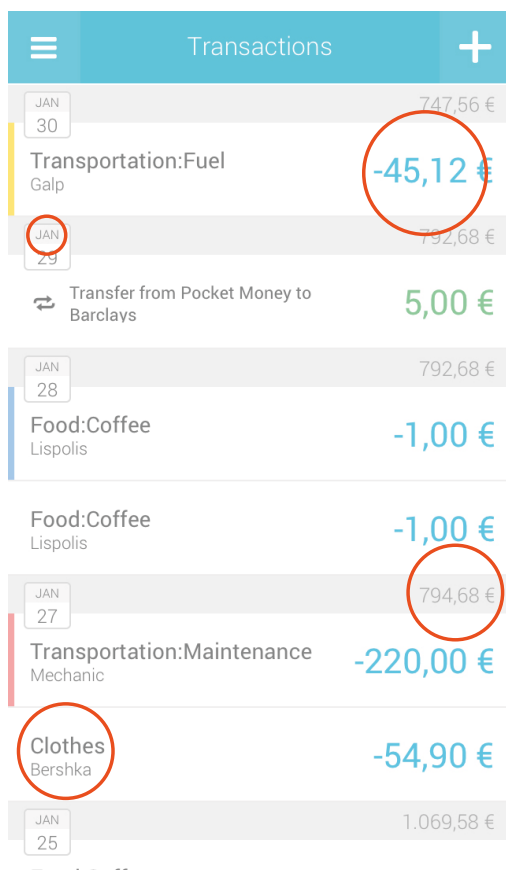 Transactions
JAN
30
747,56 €
Transportation:Fuel
Galp
-45,12 €
JAN
29
792,68 €
Transfer from Pocket Money to
Barclays
5,00 €
JAN
28
792,68 €
Food:Coffee
Lispolis
-1,00 €
Food:Coffee
Lispolis
-1,00 €
JAN
27
794,68 €
Transportation:Maintenance
Mechanic
-220,00 €
Clothes
Bershka
-54,90 €
JAN
25
1.069,58 €